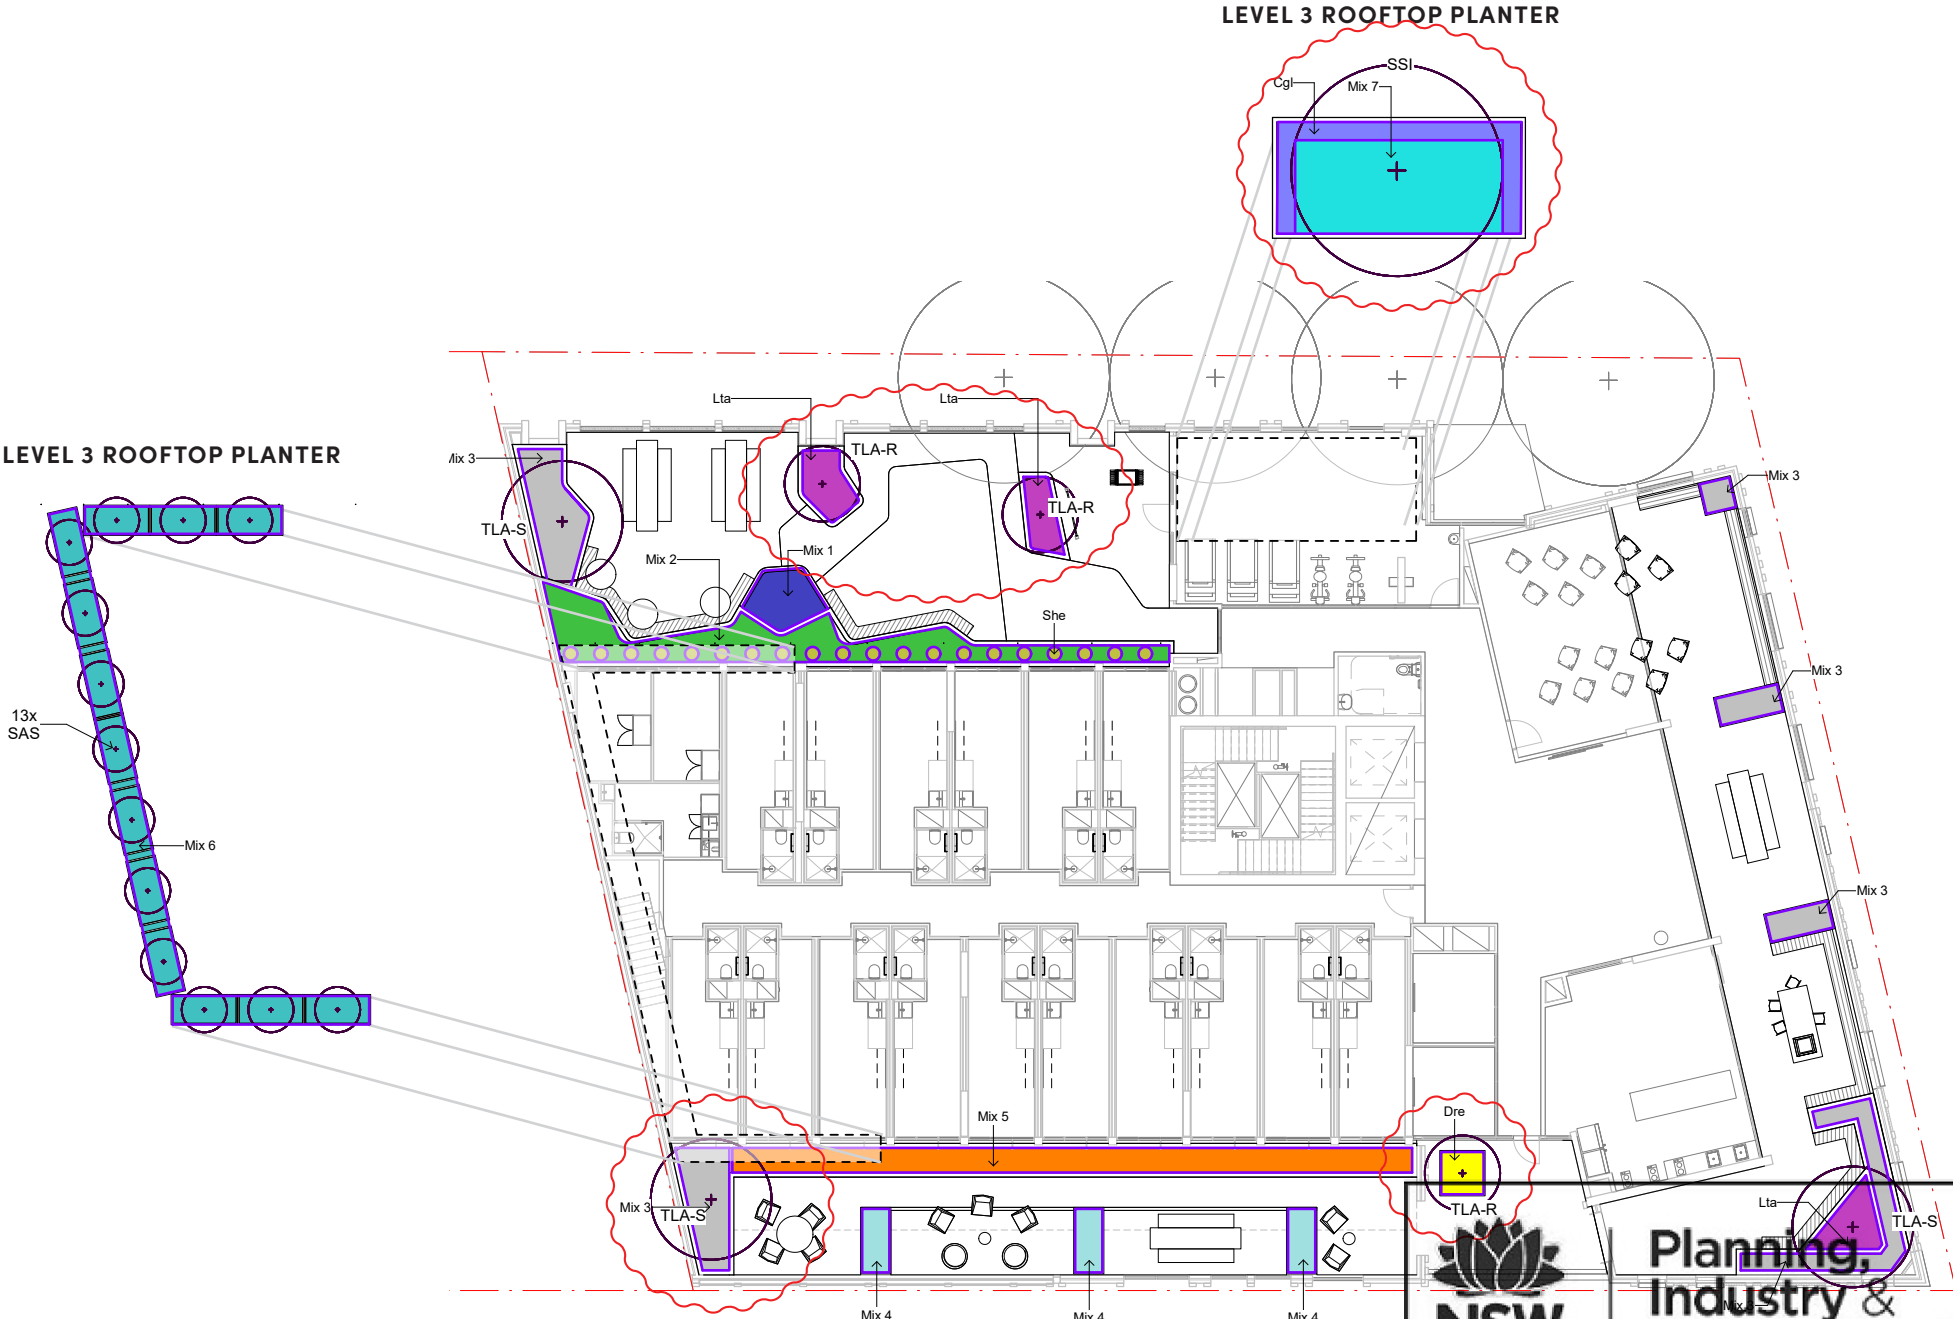 LEVEL 3 ROOFTOP PLANTER
SSI
Cgl
Mix 7
Lta
Lta
LEVEL 3 ROOFTOP PLANTER
Mix 3
TLA-R
TLA-R
TLA-S
Mix 3
Mix 2
Mix 1
She
Mix 3
13x
SAS
Mix 6
Mix 3
Mix 5
Dre
Mix 3
TLA-S
TLA-R
Lta
TLA-S
Planning,
Industry &
NSW
Mix 4
Mix 4
Mix 4